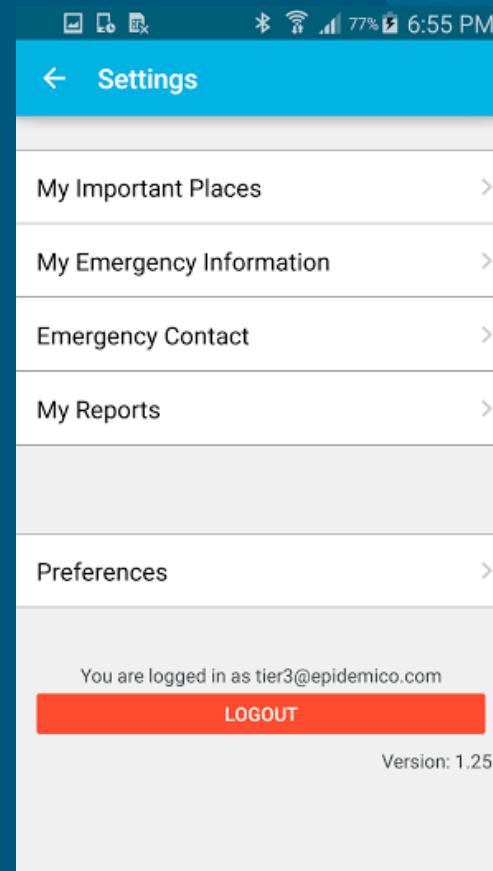 77% 6:55 PM
Settings
My Important Places
My Emergency Information
Emergency Contact
My Reports
Preferences
You are logged in as tier3@epidemico.com
LOGOUT
Version: 1.25